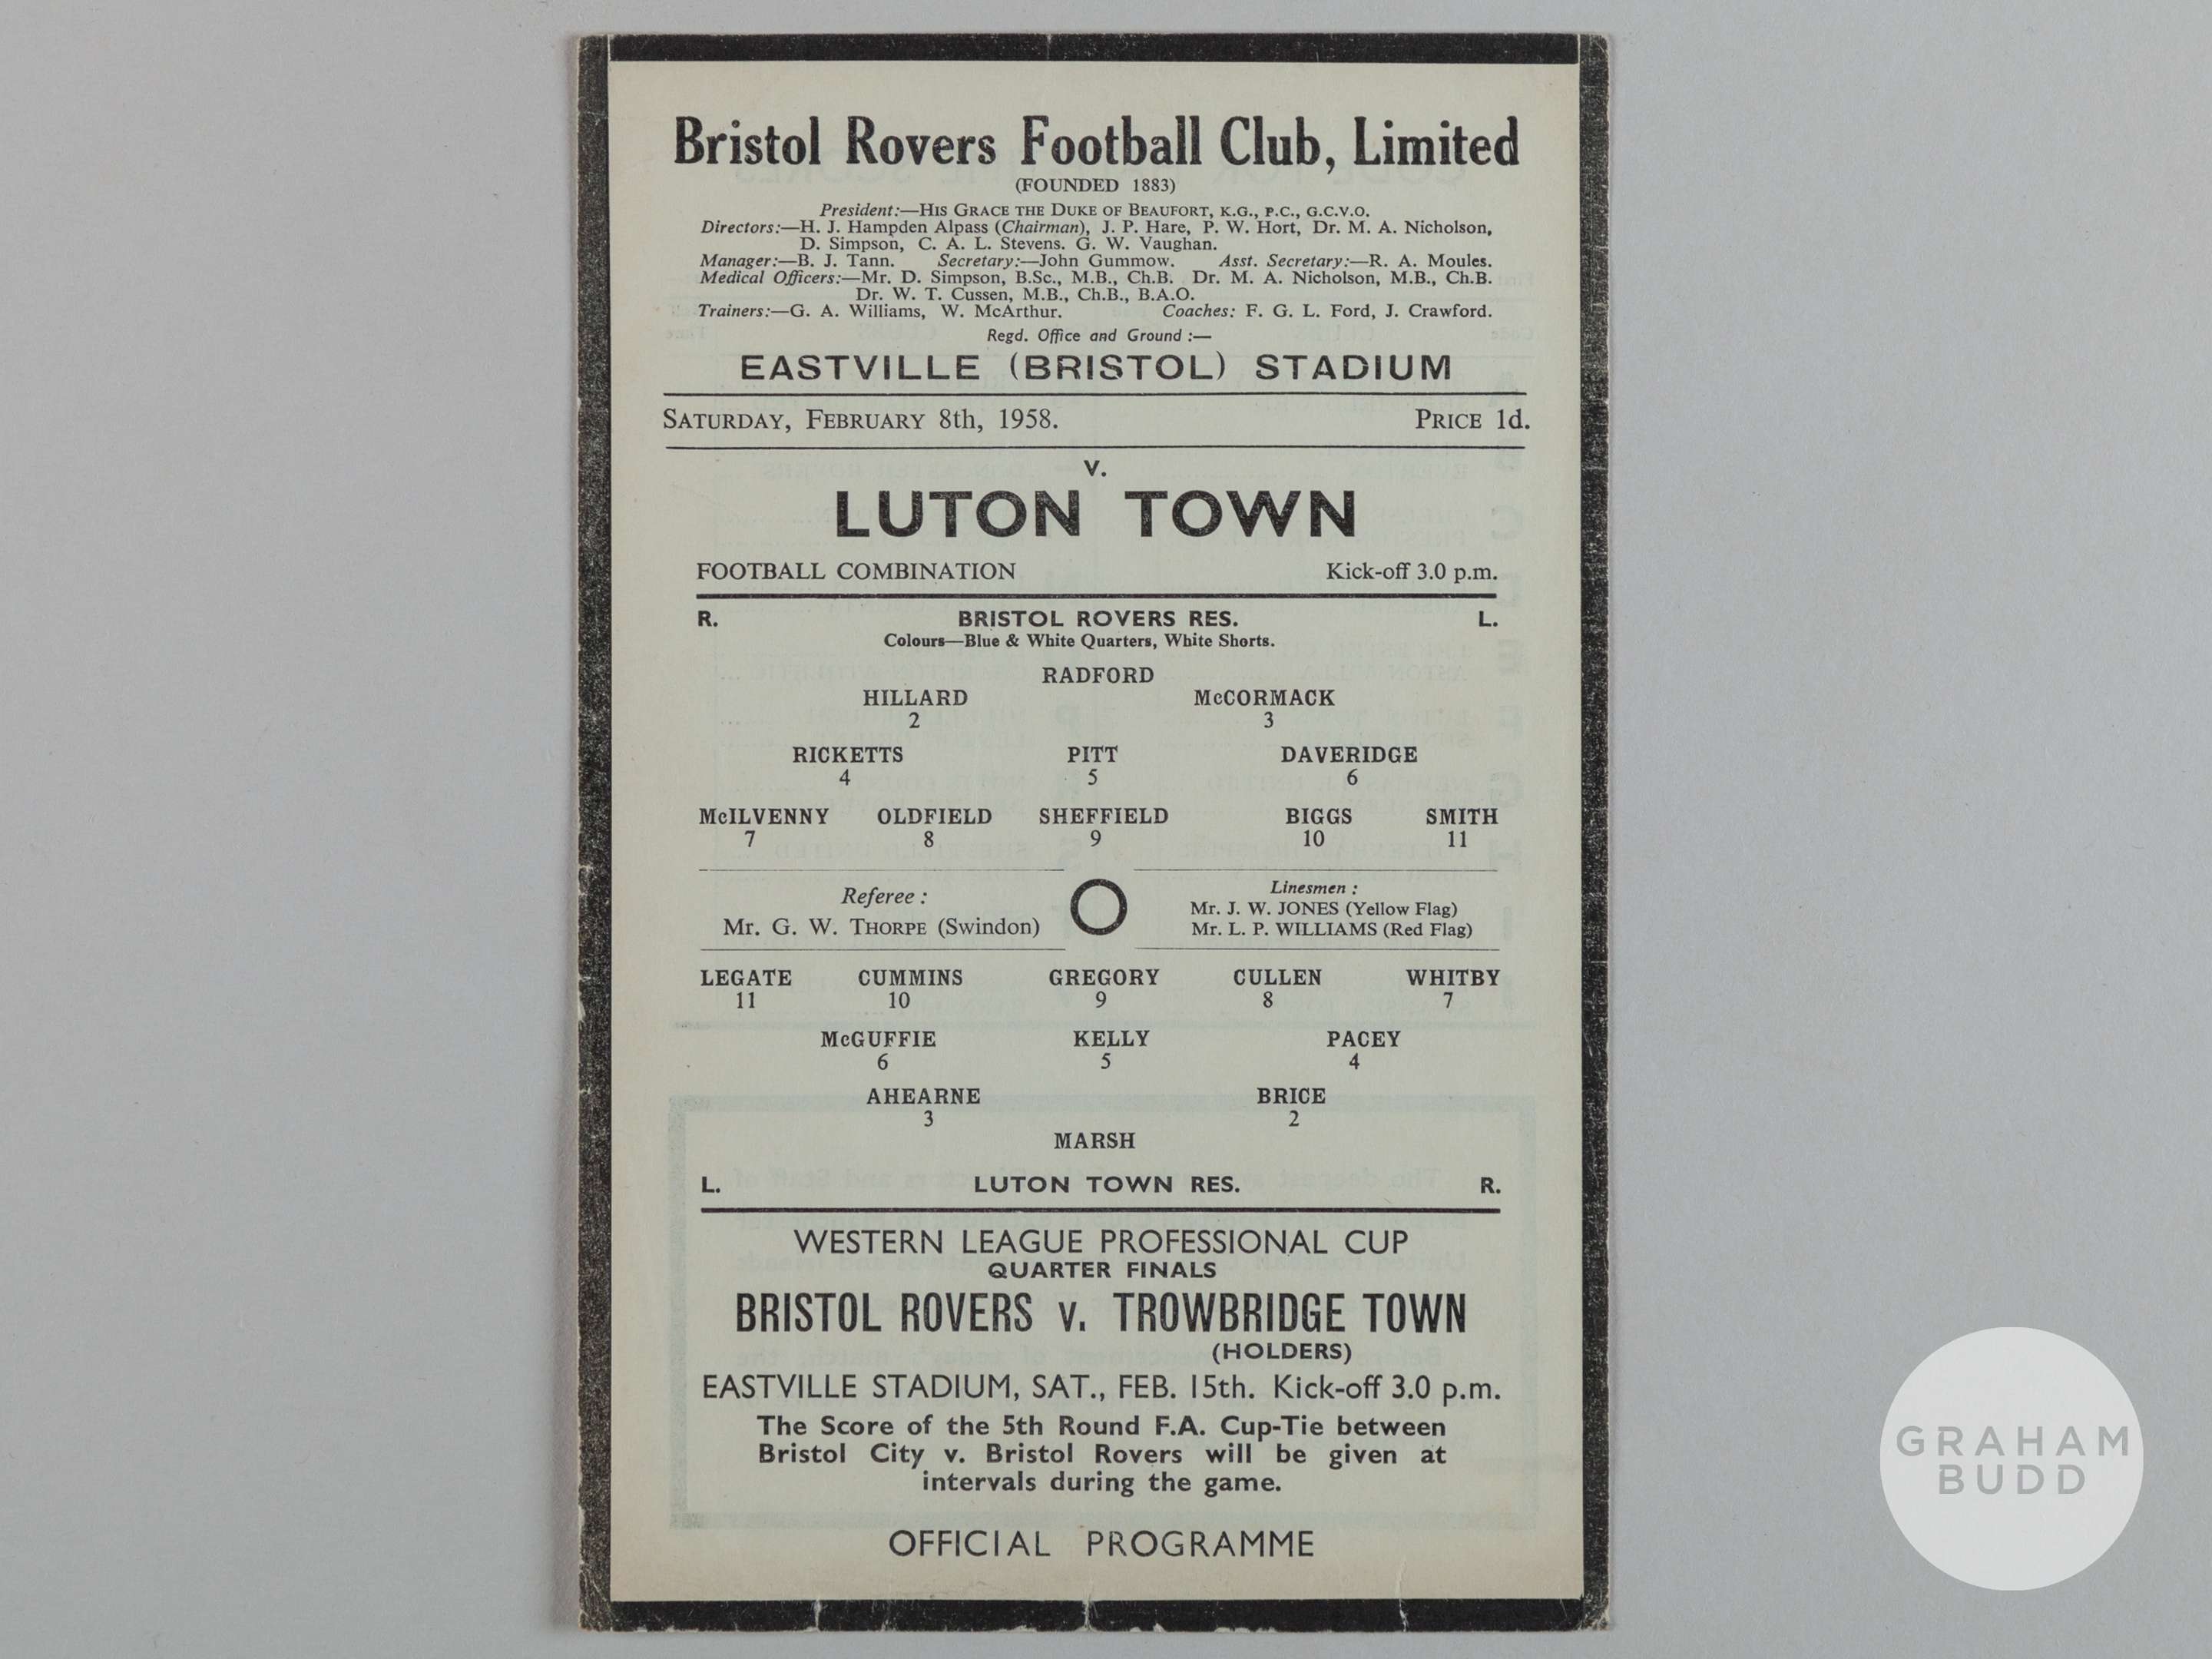 Bristol Rovers Football Club, Limited
(FOUNDED 1883)
President:—HIS GRACE THE DUKE OF BEAUFORT, K.G., P.C., G.C.V.O.
Directors:—H. J. Hampden Alpass (Chairman), J. P. Hare, P. W. Hort, Dr. M. A. Nicholson,
D. Simpson, C. A. L. Stevens. G. W. Vaughan.
Manager:—B. J. Tann. Secretary:—John Gummow. Asst. Secretary:—R. A. Moules.
Medical Officers:—Mr. D. Simpson, B.Sc., M.B., Ch.B. Dr. M. A. Nicholson, M.B., Ch.B.
Dr. W. T. Cussen, M.B., Ch.B., B.A.O.
Trainers:—G. A. Williams, W. McArthur. Coaches: F. G. L. Ford, J. Crawford.
Regd. Office and Ground :—
EASTVILLE (BRISTOL) STADIUM
SATURDAY, FEBRUARY 8th, 1958. PRICE 1d.
V.
LUTON TOWN
FOOTBALL COMBINATION Kick-off 3.0 p.m.
R. BRISTOL ROVERS RES. L.
Colours—Blue & White Quarters, White Shorts.
RADFORD
HILLARD McCORMACK
2 3
RICKETTS PITT DAVERIDGE
4 5 6
McILVENNY OLDFIELD SHEFFIELD BIGGS SMITH
7 8 9 10 11
Referee :
Mr. G. W. THORPE (Swindon)
Linesmen :
Mr. J. W. JONES (Yellow Flag)
Mr. L. P. WILLIAMS (Red Flag)
LEGATE CUMMINS GREGORY CULLEN WHITBY
11 10 9 8 7
McGUFFIE KELLY PACEY
6 5 4
AHEARNE BRICE
3 2
MARSH
L. LUTON TOWN RES. R.
WESTERN LEAGUE PROFESSIONAL CUP
QUARTER FINALS
BRISTOL ROVERS v. TROWBRIDGE TOWN
(HOLDERS)
EASTVILLE STADIUM, SAT., FEB. 15th. Kick-off 3.0 p.m.
The Score of the 5th Round F.A. Cup-Tie between
Bristol City v. Bristol Rovers will be given at
intervals during the game.
OFFICIAL PROGRAMME
GRAHAM
BUDD